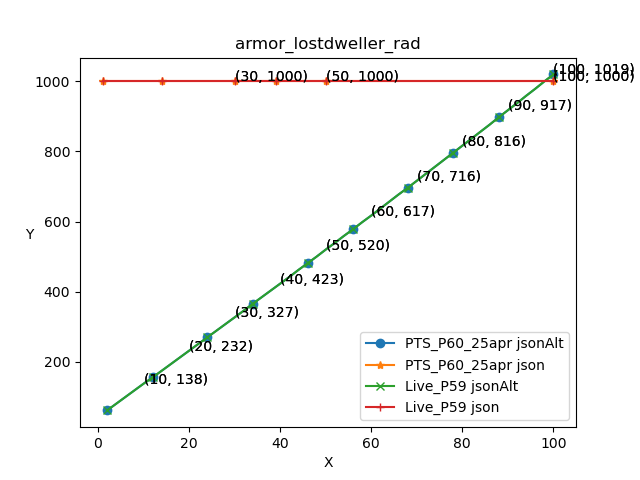 armor_lostdweller_rad
(100, 1019)
(30, 1000)
(50, 1000)
(100, 1000)
1000
(90, 917)
(80, 816)
800
(70, 716)
(60, 617)
600
Y
(50, 520)
(40, 423)
400
(30, 327)
(20, 232)
200
(10, 138)
PTS_P60_25apr jsonAlt
PTS_P60_25apr json
Live_P59 jsonAlt
Live_P59 json
0 20 40 60 80 100
X